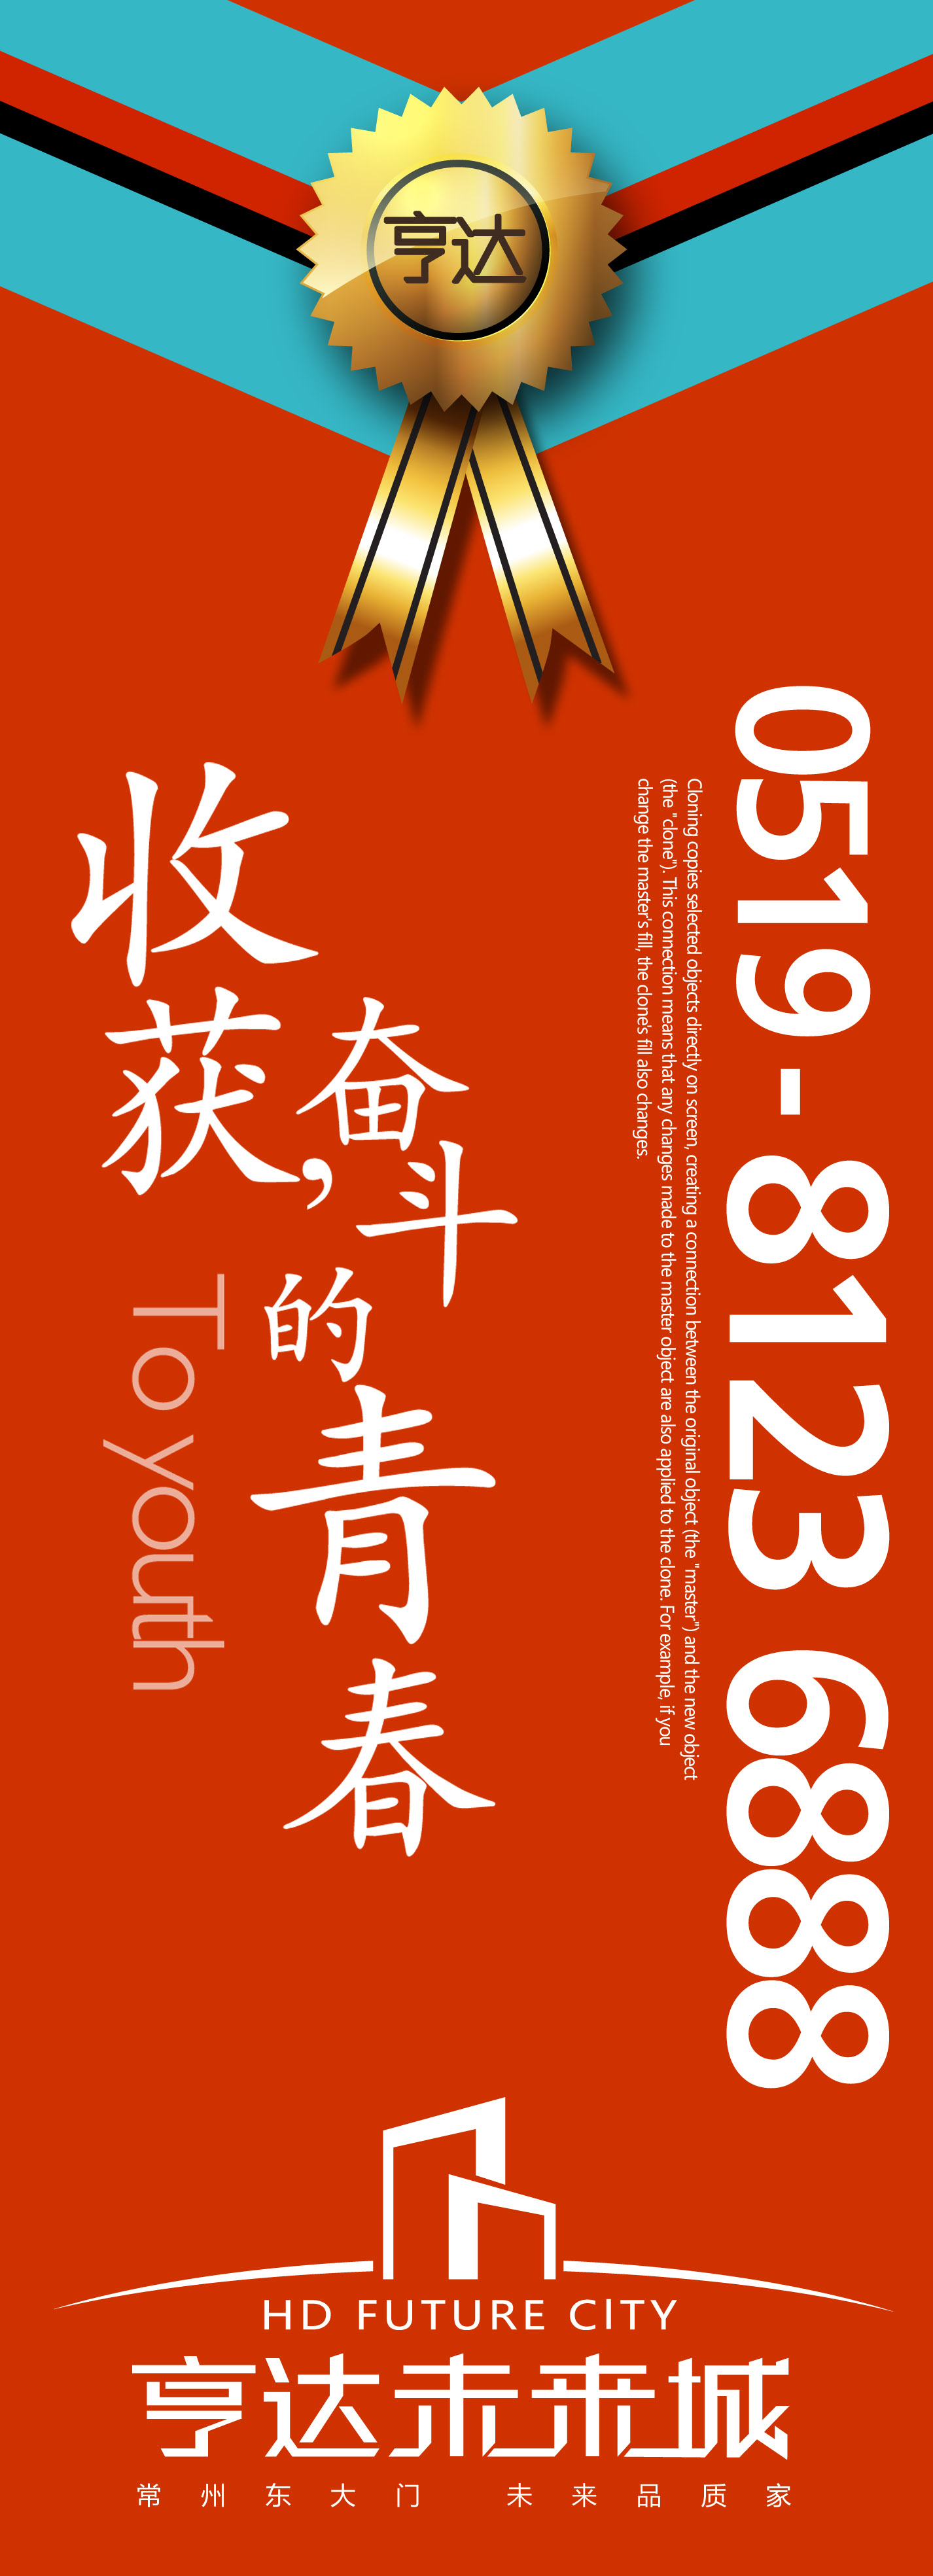 亨达
0519-8123 6888
Cloning copies selected objects directly on screen, creating a connection between the original object (the "master") and the new object
(the "clone"). This connection means that any changes made to the master object are also applied to the clone. For example, if you
change the master's fill, the clone's fill also changes.
收获,
奋斗
的
青春
To youth
HD FUTURE CITY
亨达未来城
常州东大门 未来品质家